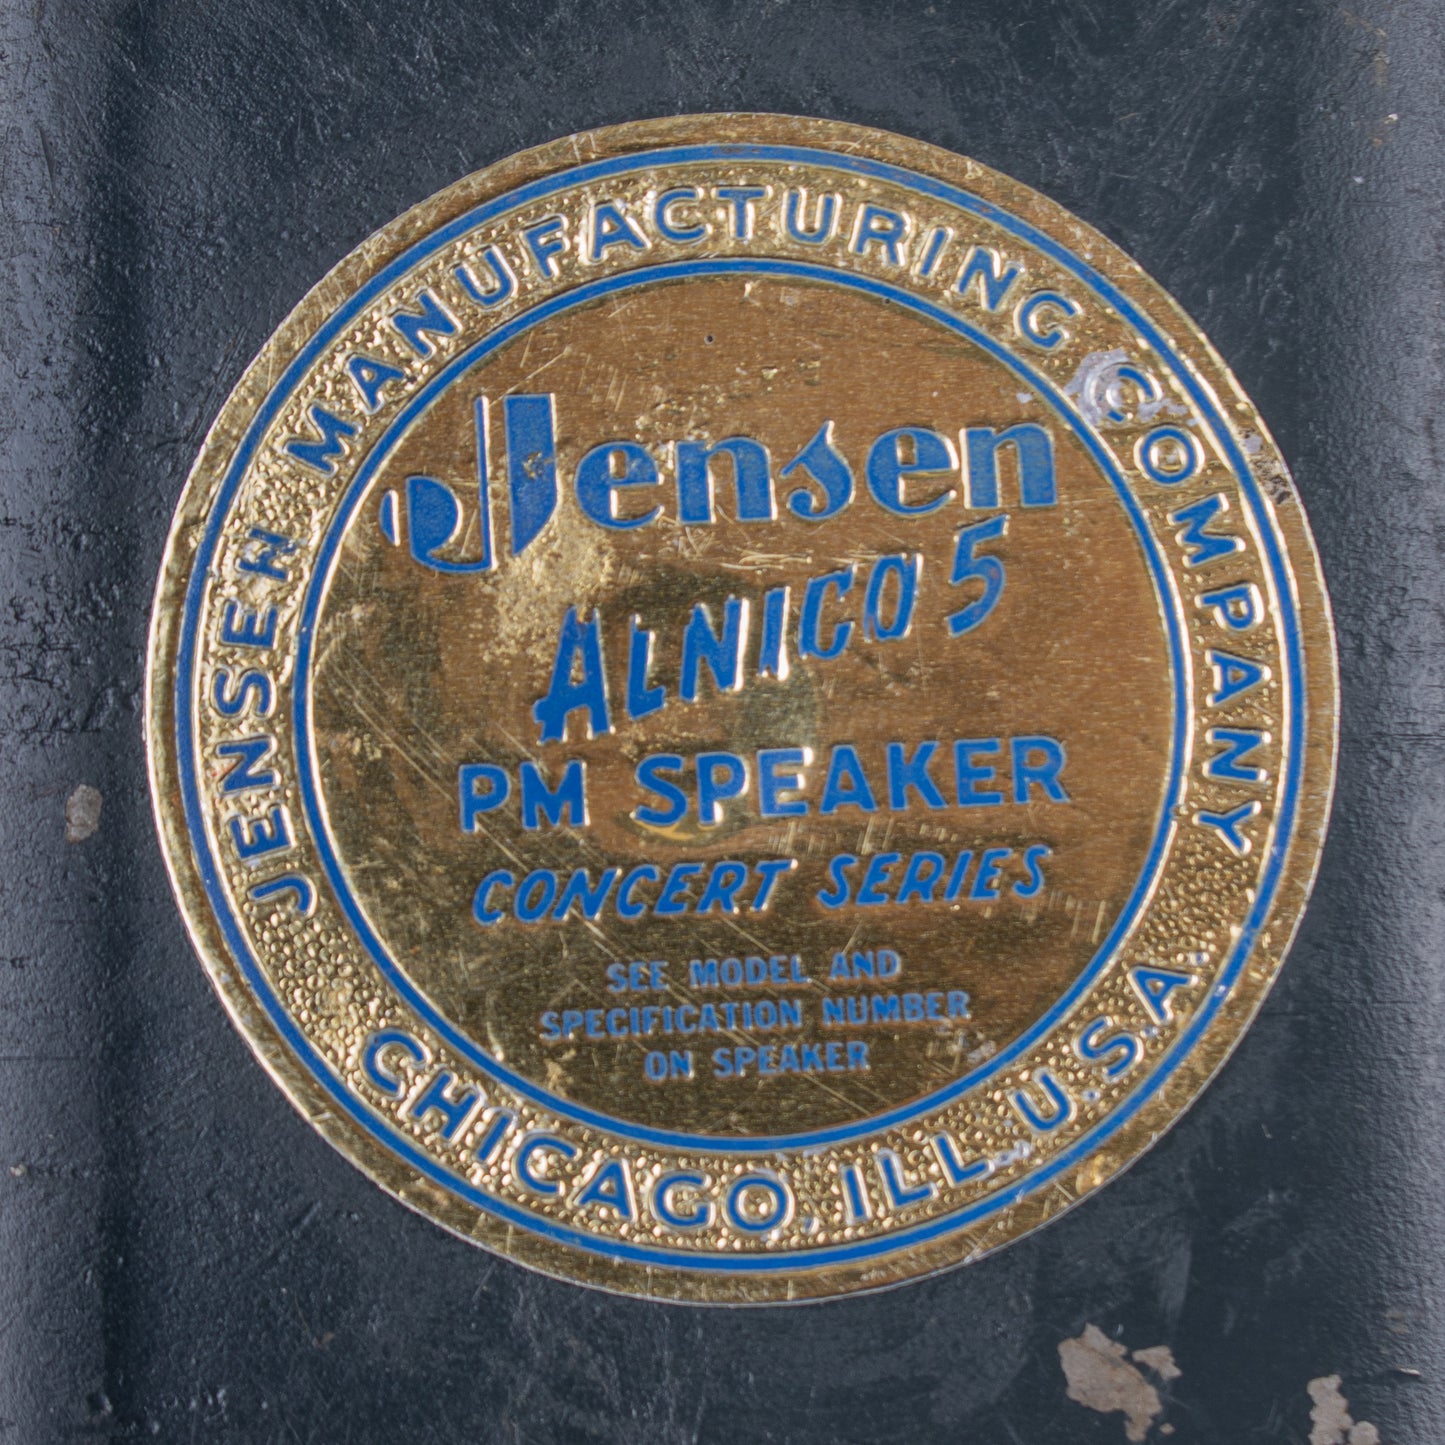 JENSEN MANUFACTURING COMPANY
Jensen
ALNICO 5
PM SPEAKER
CONCERT SERIES
SEE MODEL AND
SPECIFICATION NUMBER
ON SPEAKER
CHICAGO, ILL. U.S.A.